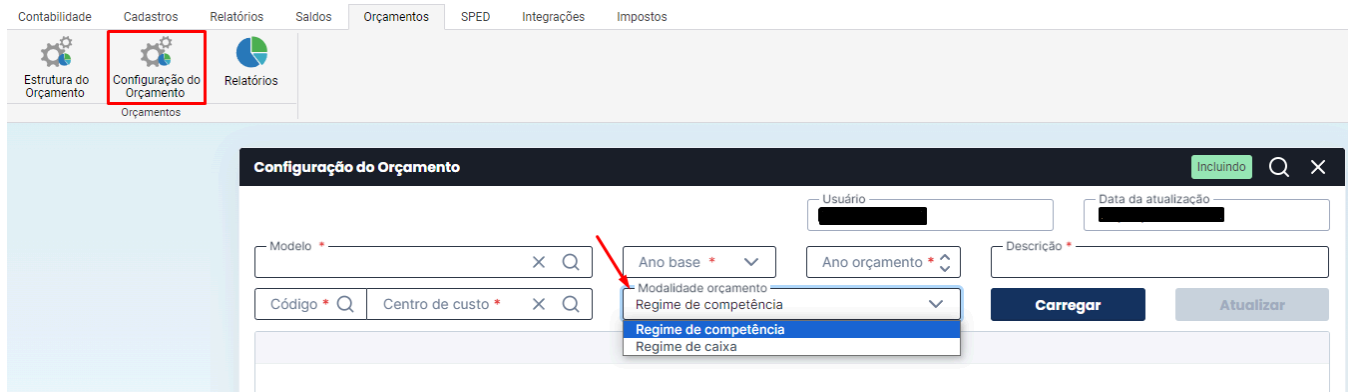 Contabilidade Cadastros Relatórios Saldos Orçamentos SPED Integrações Impostos
Estrutura do Orçamento
Configuração do Orçamento
Relatórios
Orçamentos
Configuração do Orçamento Incluindo
Usuário Data da atualização
Modelo * Ano base * Ano orçamento * Descrição *
Código * Centro de custo * Modalidade orçamento
Regime de competência Carregar Atualizar
Regime de competência
Regime de caixa